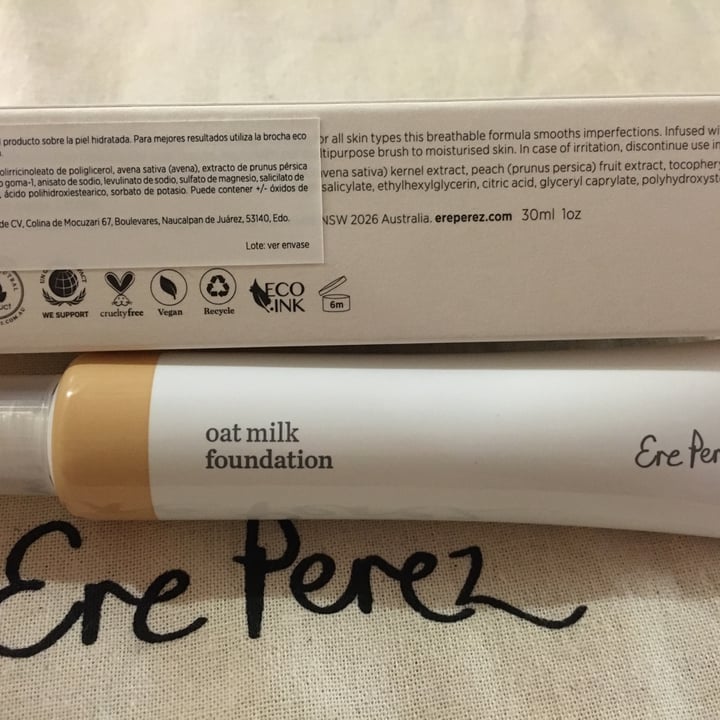 producto sobre la piel hidratada. Para mejores resultados utiliza la brocha eco
olirricinoleato de poliglicerol, avena sativa (avena), extracto de prunus pérsica
goma-1, anisato de sodio, levulinato de sodio, sulfato de magnesio, salicilato de
, ácido polihidroxiestearico, sorbato de potasio. Puede contener +/- óxidos de
de CV, Colina de Mocuzari 67, Boulevares, Naucalpan de Juárez, 53140, Edo.
Lote: ver envase
or all skin types this breathable formula smooths imperfections. Infused wi
ltipurpose brush to moisturised skin. In case of irritation, discontinue use im
vena sativa) kernel extract, peach (prunus persica) fruit extract, tocophery
salicylate, ethylhexylglycerin, citric acid, glyceryl caprylate, polyhydroxyst
NSW 2026 Australia. ereperez.com 30ml 1oz
WE SUPPORT
crueltyfree
Vegan
Recycle
ECO
INK
6m
oat milk
foundation
Ere Per
Ere Perez